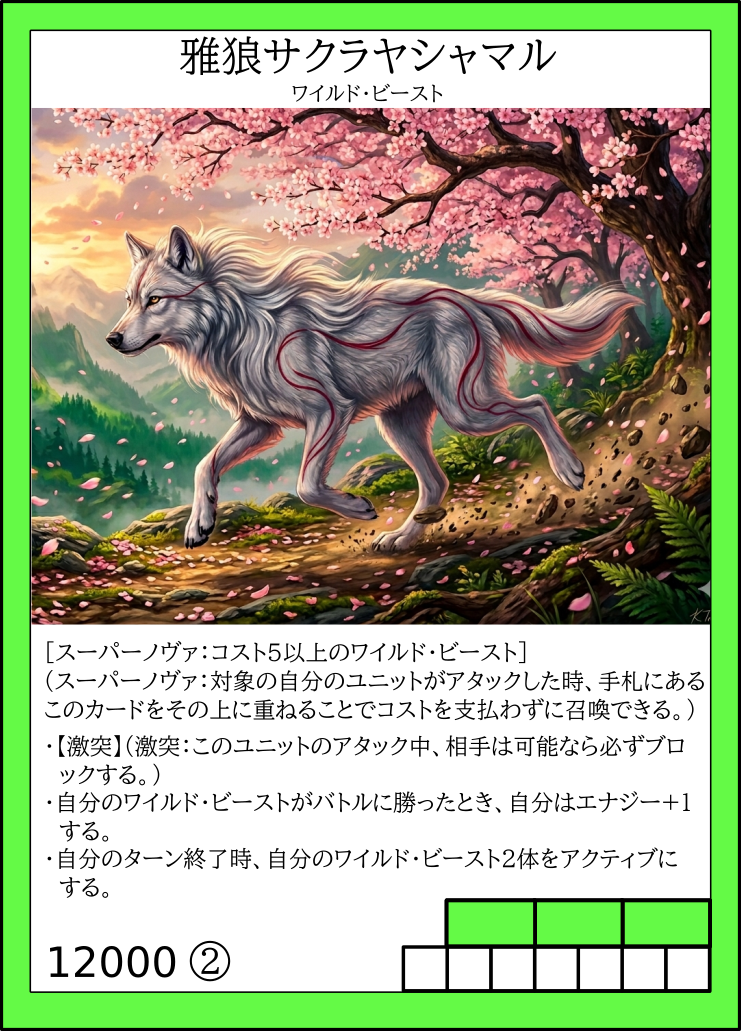 雅狼サクラヤシャマル
ワイルド・ビースト
［スーパーノヴァ：コスト5以上のワイルド・ビースト］
（スーパーノヴァ：対象の自分のユニットがアタックした時、手札にある
このカードをその上に重ねることでコストを支払わずに召喚できる。）
・【激突】（激突：このユニットのアタック中、相手は可能なら必ずブロ
ックする。）
・自分のワイルド・ビーストがバトルに勝ったとき、自分はエナジー＋1
する。
・自分のターン終了時、自分のワイルド・ビースト2体をアクティブに
する。
12000 ②